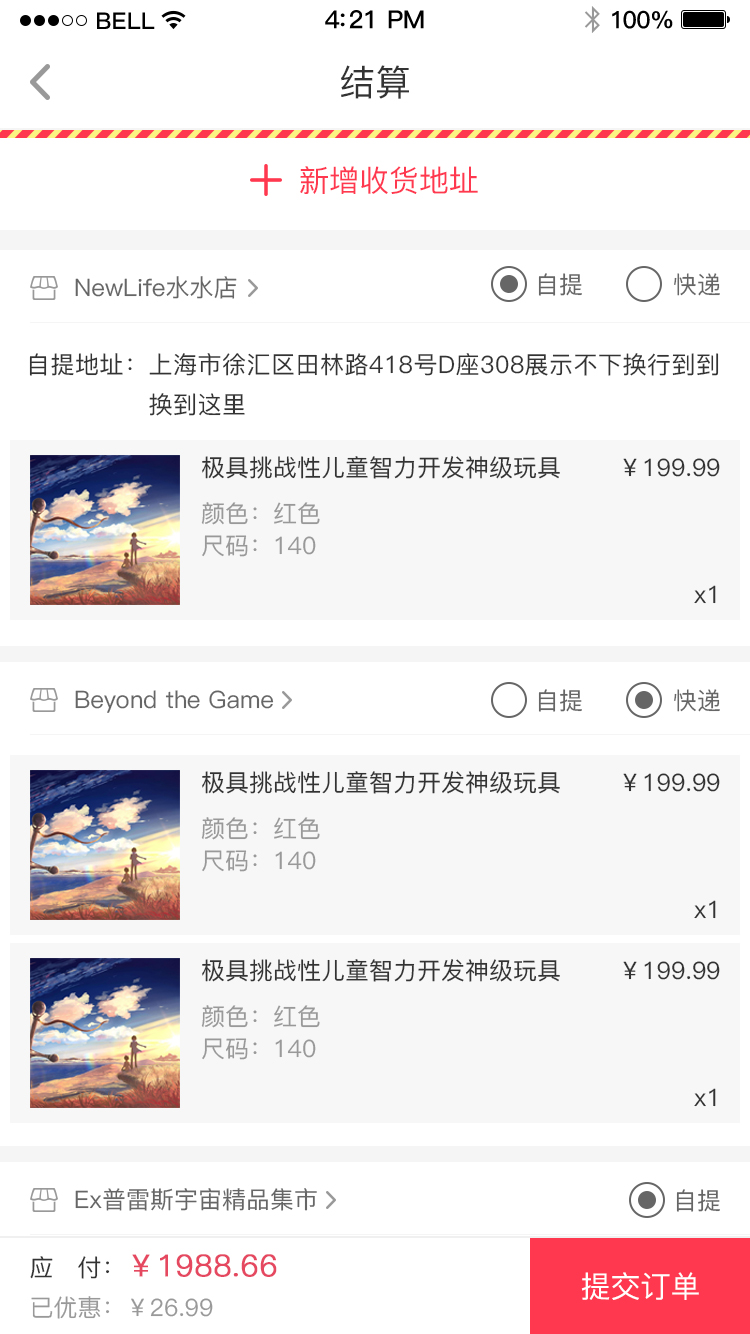 BELL 4:21 PM 100%
结算
新增收货地址
NewLife水水店 自提 快递
自提地址：上海市徐汇区田林路418号D座308展示不下换行到到
换到这里
极具挑战性儿童智力开发神级玩具 ¥199.99
颜色：红色
尺码：140
x1
Beyond the Game 自提 快递
极具挑战性儿童智力开发神级玩具 ¥199.99
颜色：红色
尺码：140
x1
极具挑战性儿童智力开发神级玩具 ¥199.99
颜色：红色
尺码：140
x1
Ex普雷斯宇宙精品集市 自提
应 付：¥1988.66
已优惠：¥26.99
提交订单